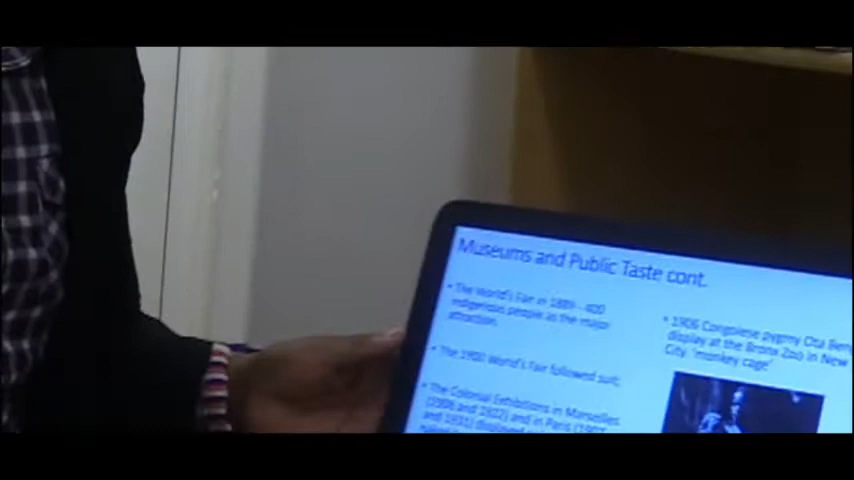 Museums and Public Taste cont.
• The World's Fair in 1889 - 400
indigenous people as the major
attraction.
• The 1900 World's Fair followed suit;
• The Colonial Exhibitions in Marseilles
(1906 and 1922) and in Paris (1907
and 1931) displayed
• 1906 Congolese pygmy Ota Beng
display at the Bronx Zoo in New
City. 'monkey cage'